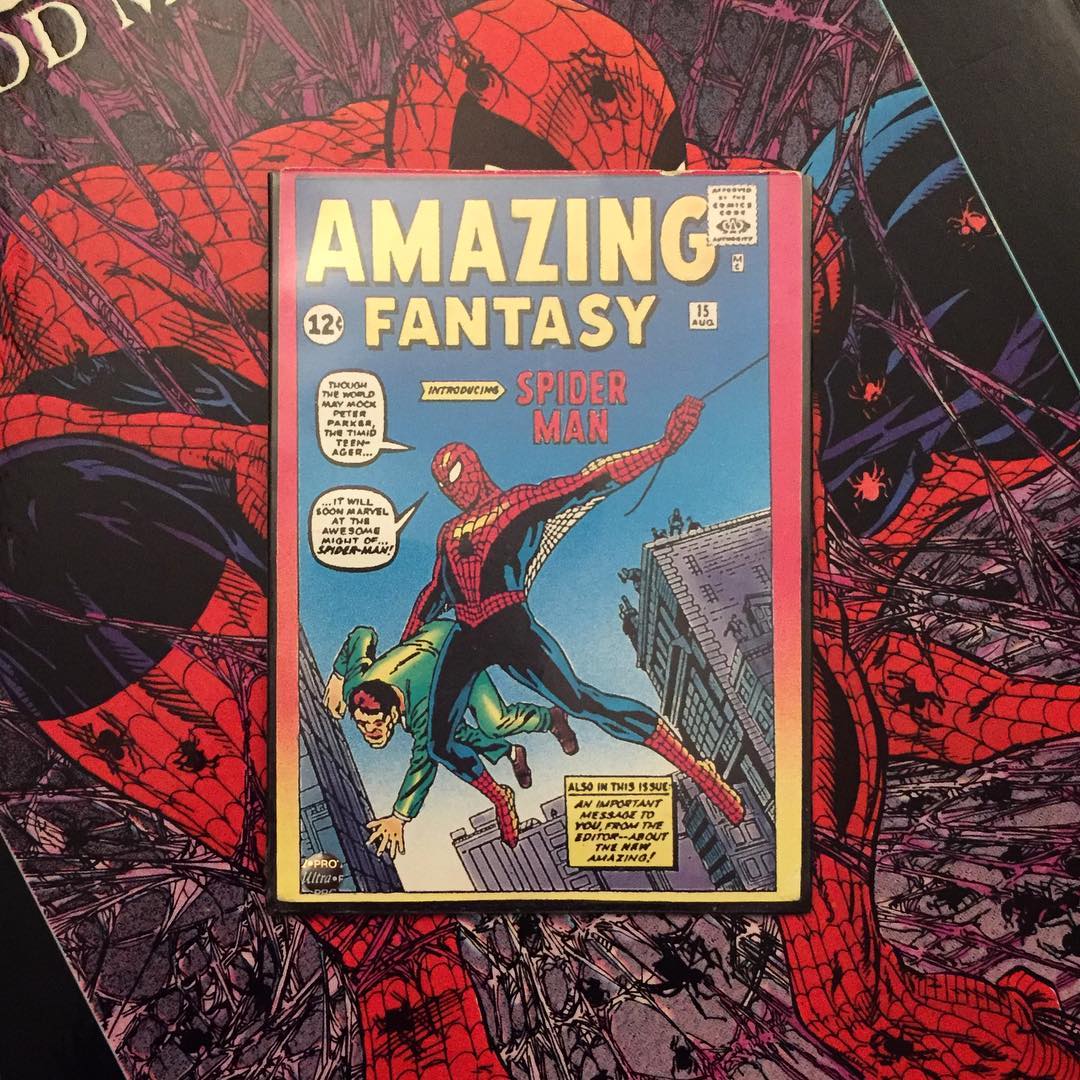 OD M
AMAZING
APPROVED
BY THE
COMICS
CODE
CA
AUTHORITY
MC
12¢
FANTASY
15
AUG.
INTRODUCING
SPIDER
MAN
THOUGH
THE WORLD
MAY MOCK
PETER
PARKER,
THE TIMID
TEEN-
AGER...
...IT WILL
SOON MARVEL
AT THE
AWESOME
MIGHT OF...
SPIDER-MAN!
ALSO IN THIS ISSUE:
AN IMPORTANT
MESSAGE TO
YOU, FROM THE
EDITOR--ABOUT
THE NEW
AMAZING!
PRO
Ultra